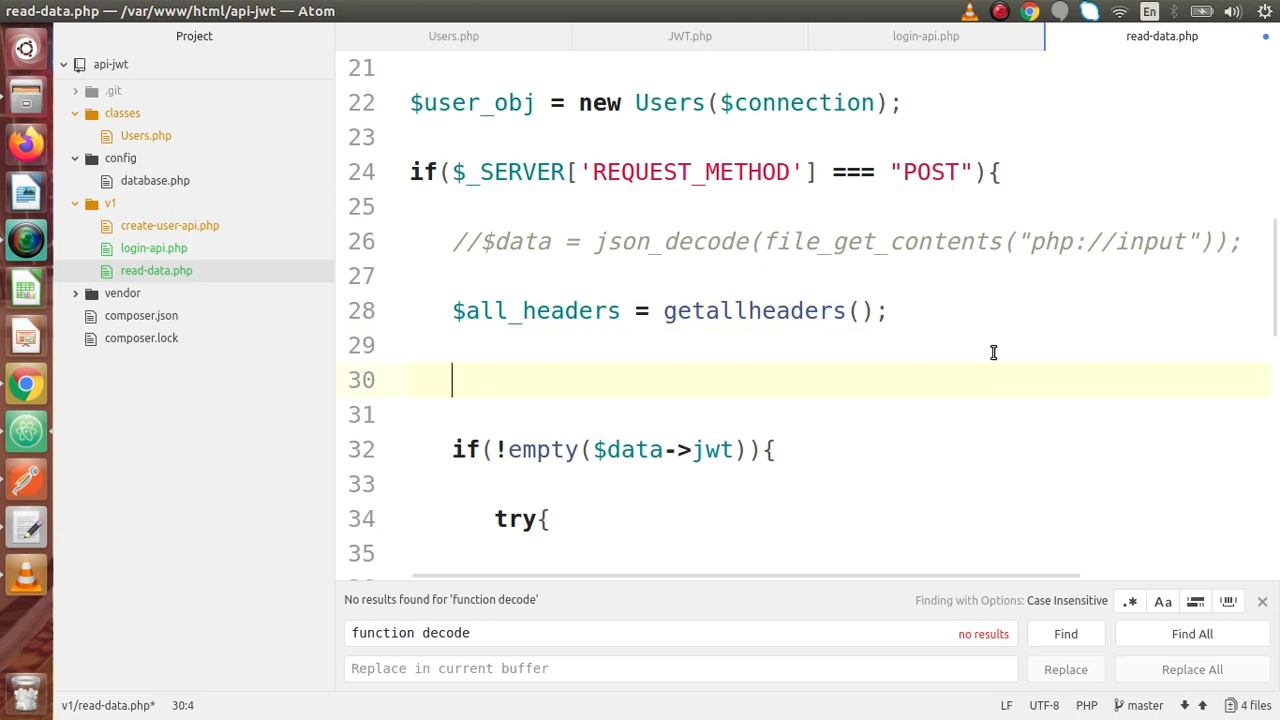 read-data.php — /var/www/html/api-jwt — Atom
En
Project
Users.php
JWT.php
login-api.php
read-data.php
api-jwt
.git
classes
Users.php
config
database.php
v1
create-user-api.php
login-api.php
read-data.php
vendor
composer.json
composer.lock
21
22 $user_obj = new Users($connection);
23
24 if($_SERVER['REQUEST_METHOD'] === "POST"){
25
26 //$data = json_decode(file_get_contents("php://input"));
27
28 $all_headers = getallheaders();
29
30
31
32 if(!empty($data->jwt)){
33
34 try{
35
No results found for 'function decode'
Finding with Options: Case Insensitive
.*
Aa
function decode
no results
Find
Find All
Replace in current buffer
Replace
Replace All
v1/read-data.php* 30:4
LF UTF-8 PHP master 4 files